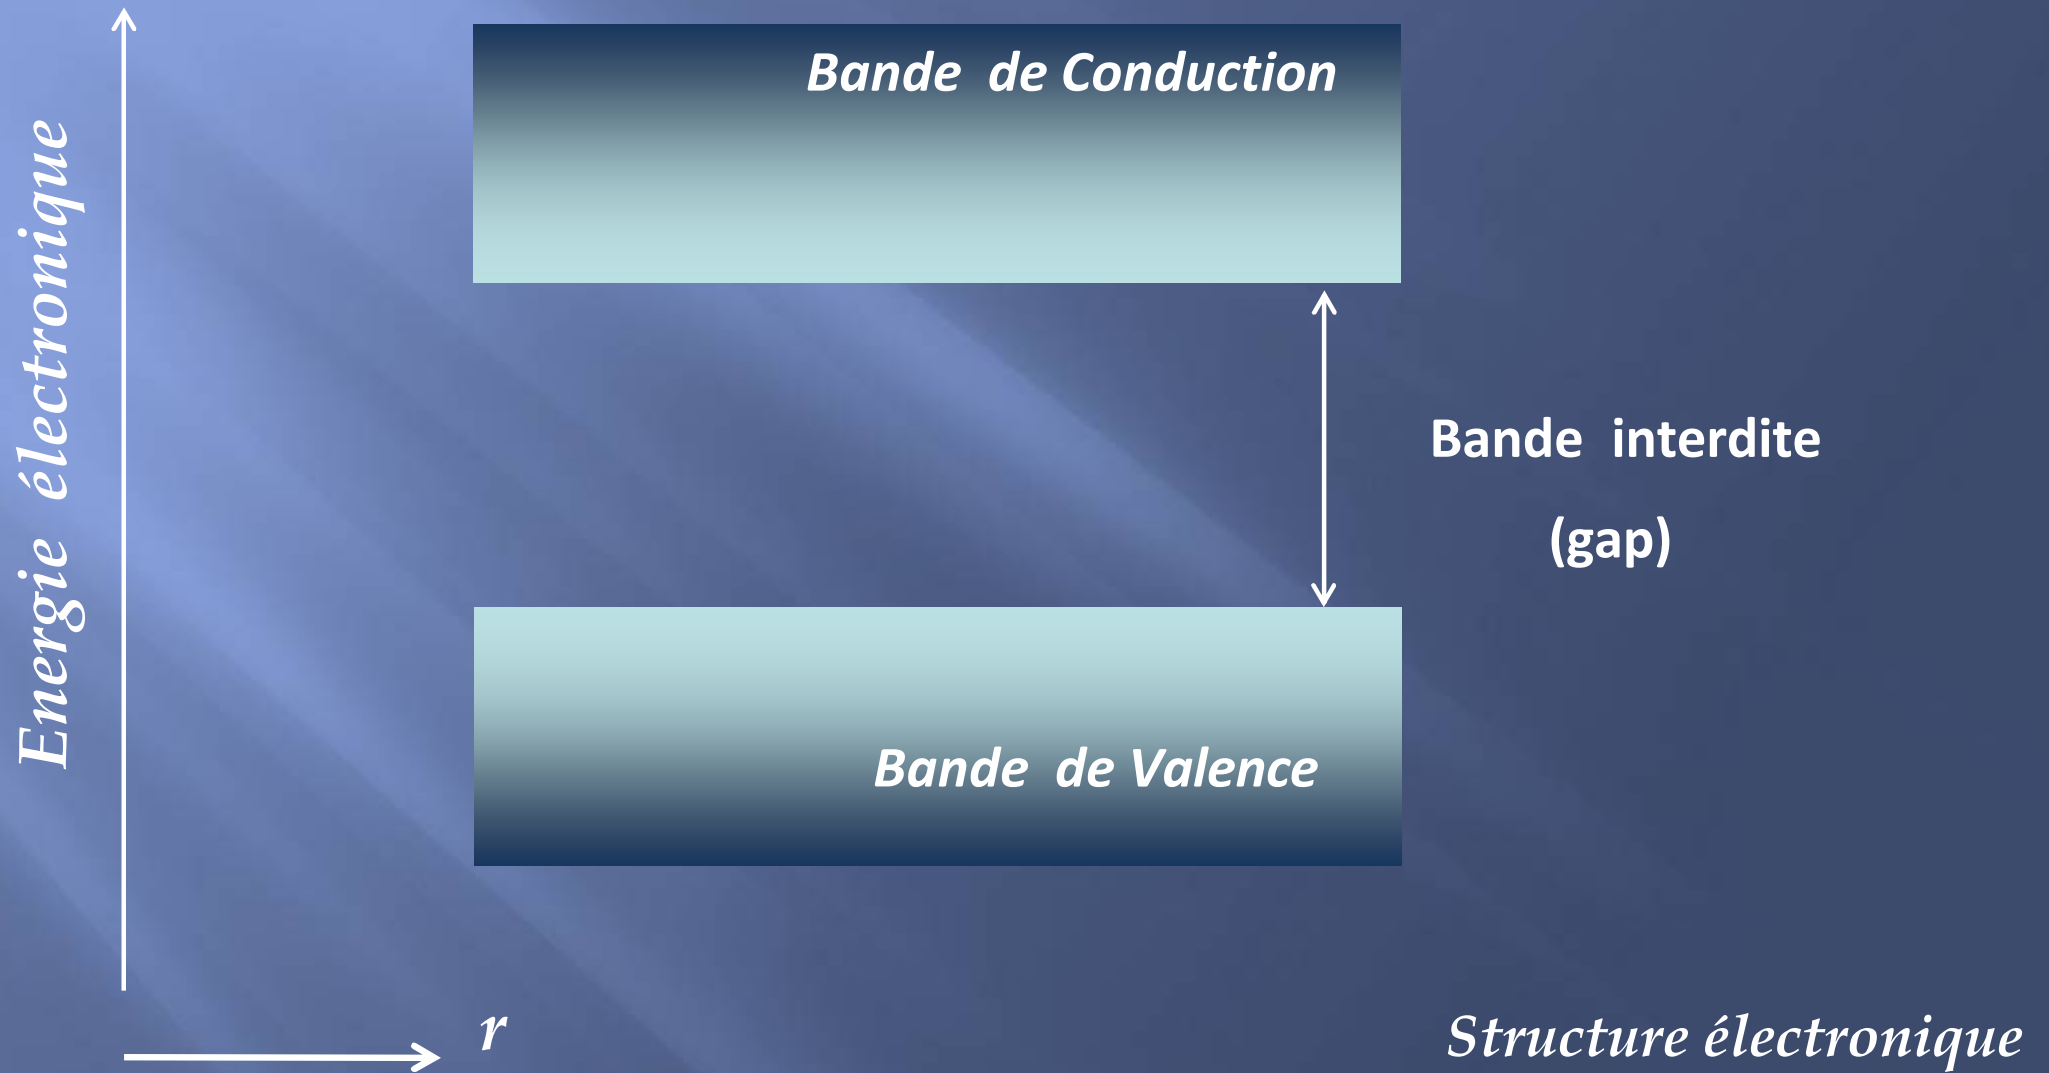 Energie électronique
Bande de Conduction
Bande interdite
(gap)
Bande de Valence
r
Structure électronique